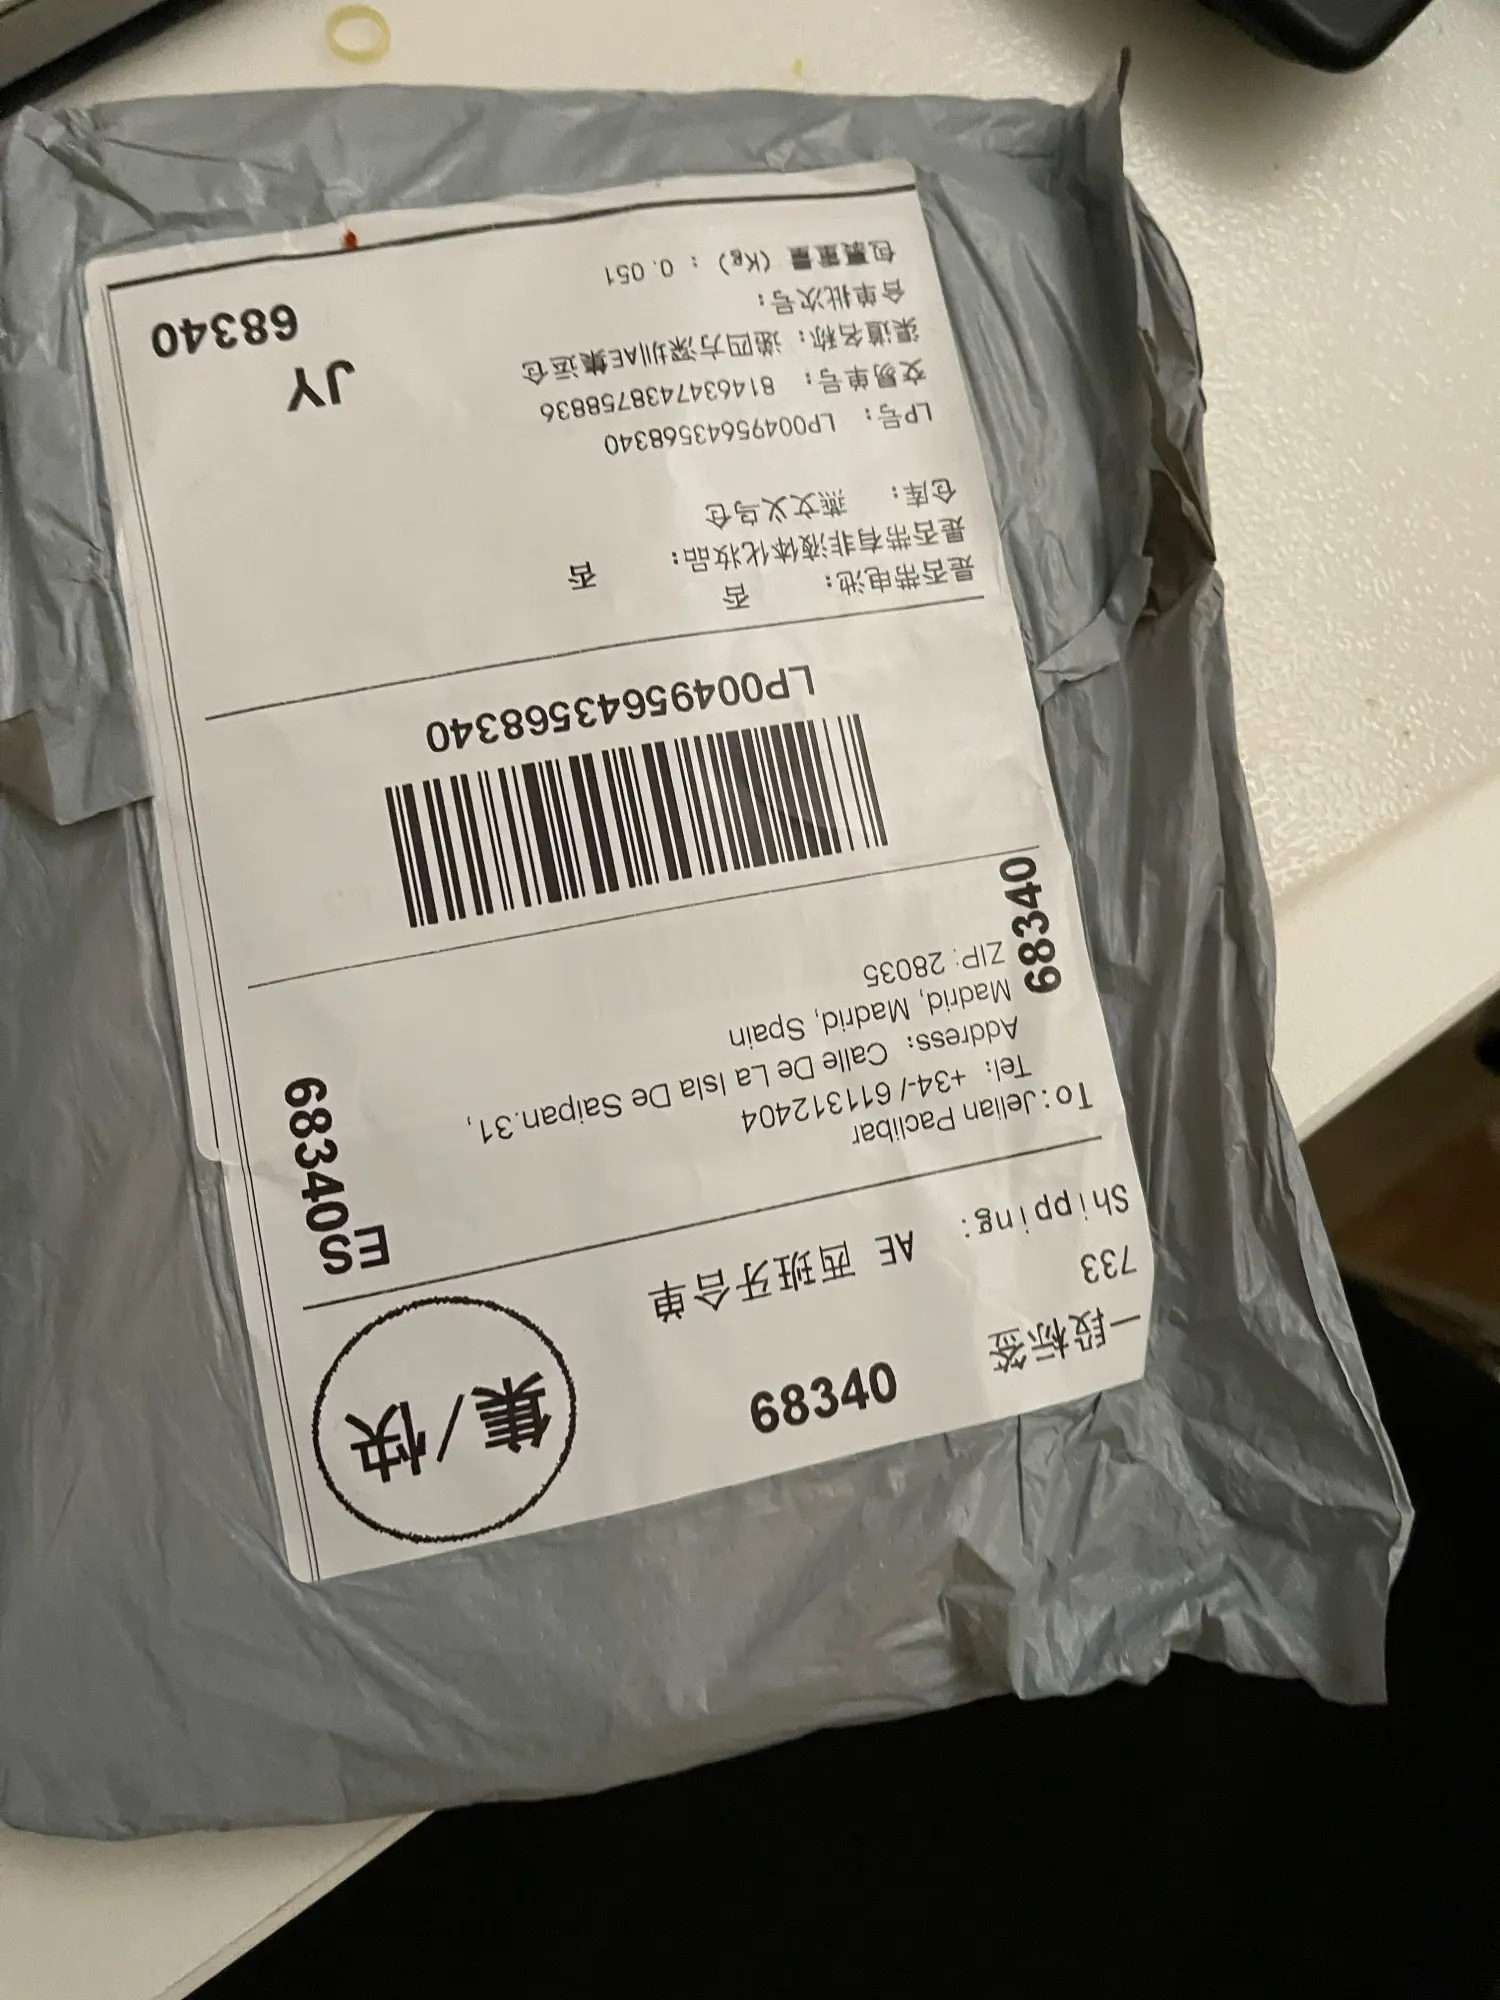 一段标签
68340
集/快
733
Shipping: AE 西班牙合单
To:Jelian Paclibar
Tel: +34-/ 611312404
Address: Calle De La Isla De Saipan.31,
Madrid, Madrid, Spain
ZIP: 28035
68340
68340S
E
LP00495643568340
是否带电池: 否
是否带有非液体化妆品: 否
仓库: 燕文义乌仓
LP号: LP00495643568340
交易单号: 8146347438758836
渠道名称: 递四方深圳AE集运仓
合单批次号:
包裹重量 (Kg) : 0.051
JY
68340